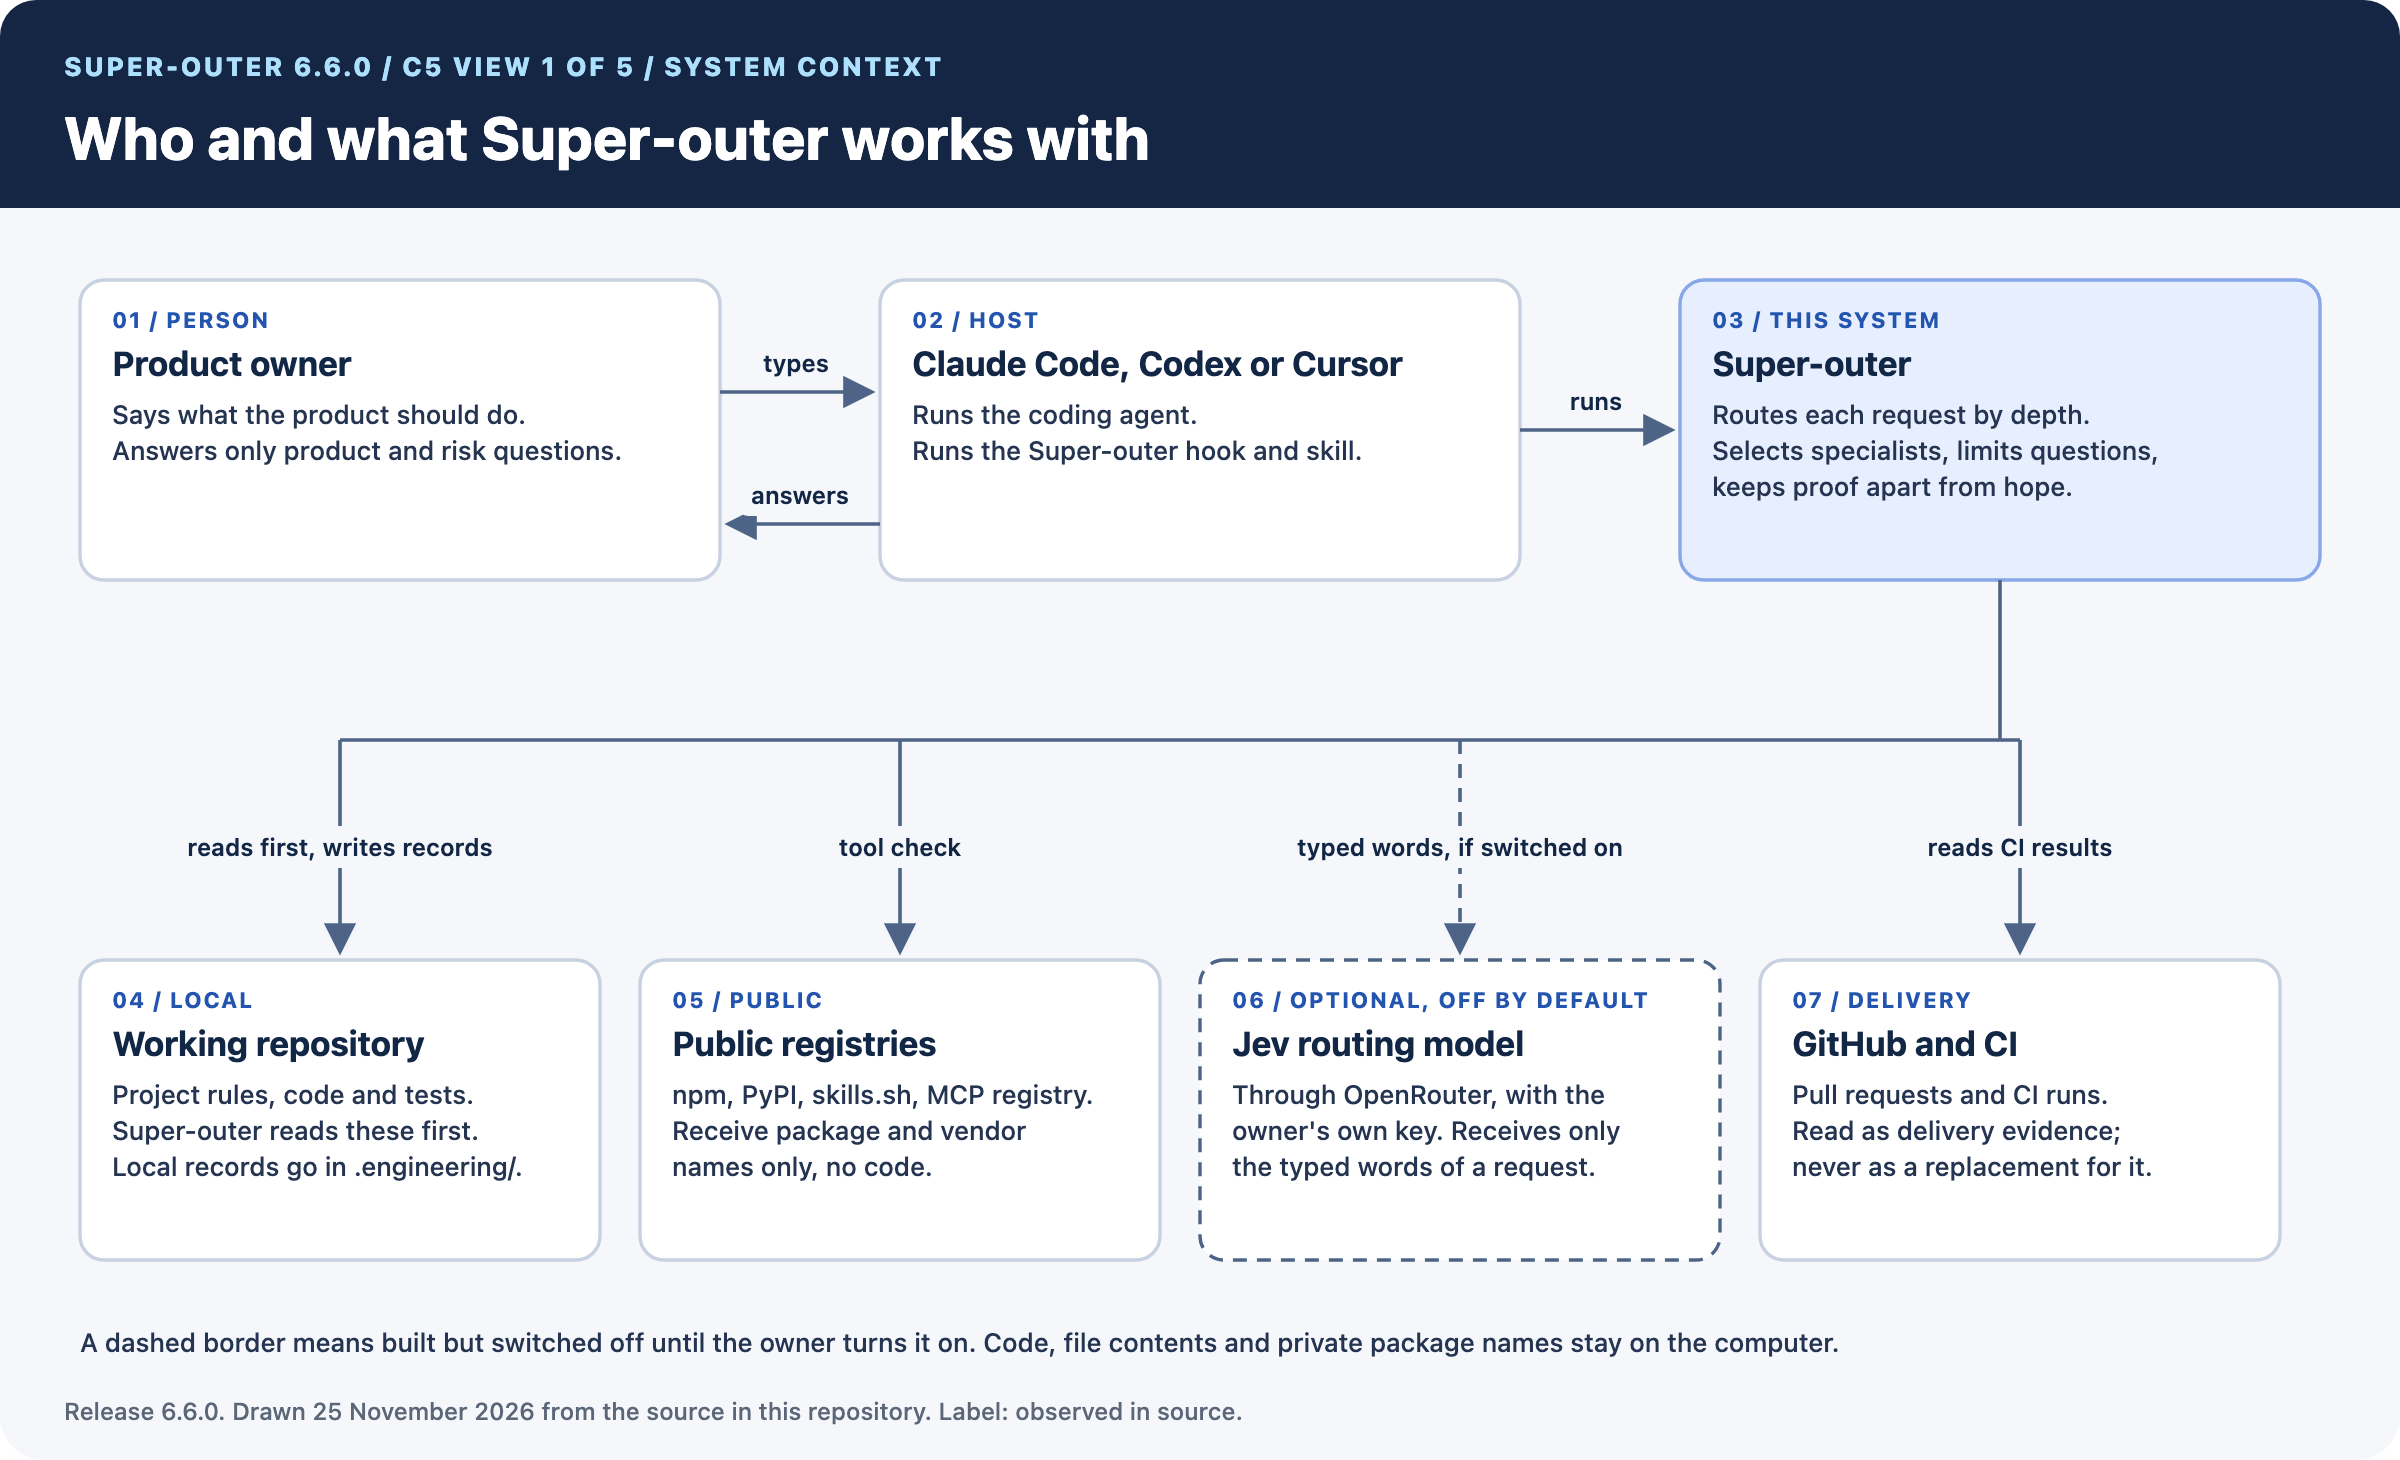 SUPER-OUTER 6.6.0 / C5 VIEW 1 OF 5 / SYSTEM CONTEXT
Who and what Super-outer works with
01 / PERSON
Product owner
Says what the product should do.
Answers only product and risk questions.
types
answers
02 / HOST
Claude Code, Codex or Cursor
Runs the coding agent.
Runs the Super-outer hook and skill.
runs
03 / THIS SYSTEM
Super-outer
Routes each request by depth.
Selects specialists, limits questions,
keeps proof apart from hope.
reads first, writes records
tool check
typed words, if switched on
reads CI results
04 / LOCAL
Working repository
Project rules, code and tests.
Super-outer reads these first.
Local records go in .engineering/.
05 / PUBLIC
Public registries
npm, PyPI, skills.sh, MCP registry.
Receive package and vendor
names only, no code.
06 / OPTIONAL, OFF BY DEFAULT
Jev routing model
Through OpenRouter, with the
owner's own key. Receives only
the typed words of a request.
07 / DELIVERY
GitHub and CI
Pull requests and CI runs.
Read as delivery evidence;
never as a replacement for it.
A dashed border means built but switched off until the owner turns it on. Code, file contents and private package names stay on the computer.
Release 6.6.0. Drawn 25 November 2026 from the source in this repository. Label: observed in source.